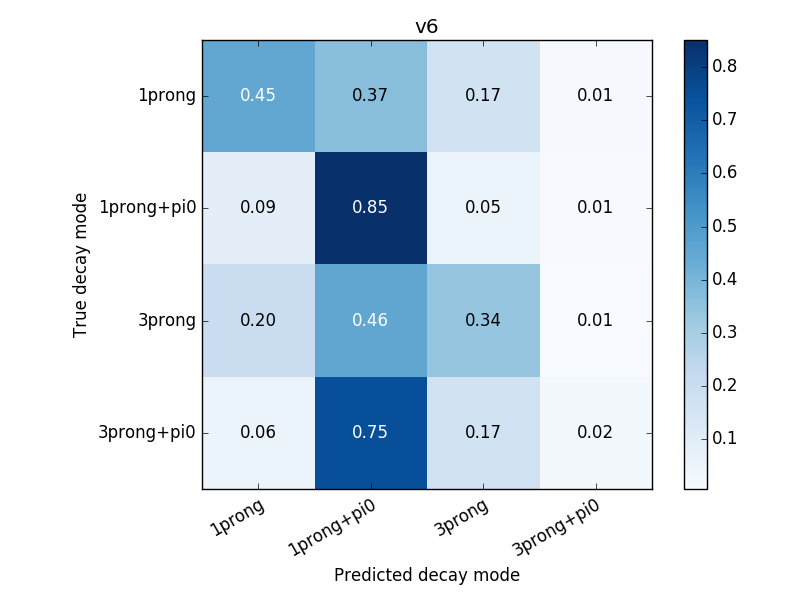 v6
1prong 0.45 0.37 0.17 0.01
1prong+pi0 0.09 0.85 0.05 0.01
3prong 0.20 0.46 0.34 0.01
3prong+pi0 0.06 0.75 0.17 0.02
True decay mode
1prong 1prong+pi0 3prong 3prong+pi0
Predicted decay mode
0.8
0.7
0.6
0.5
0.4
0.3
0.2
0.1